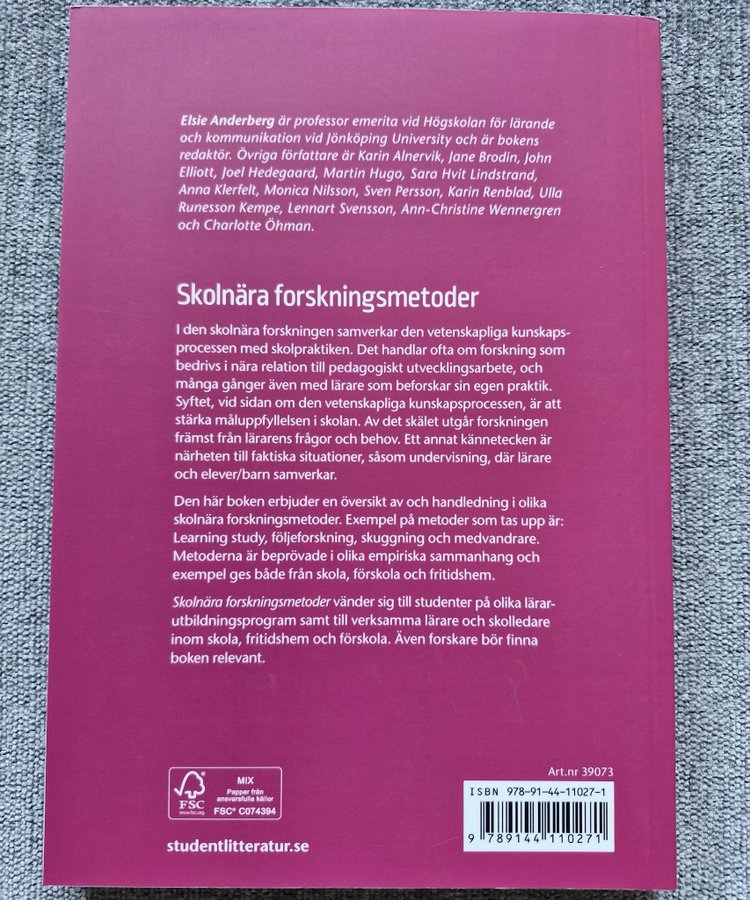 Elsie Anderberg är professor emerita vid Högskolan för lärande
och kommunikation vid Jönköping University och är bokens
redaktör. Övriga författare är Karin Alnervik, Jane Brodin, John
Elliott, Joel Hedegaard, Martin Hugo, Sara Hvit Lindstrand,
Anna Klerfelt, Monica Nilsson, Sven Persson, Karin Renblad, Ulla
Runesson Kempe, Lennart Svensson, Ann-Christine Wennergren
och Charlotte Öhman.
Skolnära forskningsmetoder
I den skolnära forskningen samverkar den vetenskapliga kunskaps-
processen med skolpraktiken. Det handlar ofta om forskning som
bedrivs i nära relation till pedagogiskt utvecklingsarbete, och
många gånger även med lärare som beforskar sin egen praktik.
Syftet, vid sidan om den vetenskapliga kunskapsprocessen, är att
stärka måluppfyllelsen i skolan. Av det skälet utgår forskningen
främst från lärarens frågor och behov. Ett annat kännetecken är
närheten till faktiska situationer, såsom undervisning, där lärare
och elever/barn samverkar.
Den här boken erbjuder en översikt av och handledning i olika
skolnära forskningsmetoder. Exempel på metoder som tas upp är:
Learning study, följeforskning, skuggning och medvandrare.
Metoderna är beprövade i olika empiriska sammanhang och
exempel ges både från skola, förskola och fritidshem.
Skolnära forskningsmetoder vänder sig till studenter på olika lärar-
utbildningsprogram samt till verksamma lärare och skolledare
inom skola, fritidshem och förskola. Även forskare bör finna
boken relevant.
Art.nr 39073
FSC
www.fsc.org
MIX
Papper från
ansvarsfulla källor
FSC® C074394
ISBN 978-91-44-11027-1
9 789144 110271
studentlitteratur.se